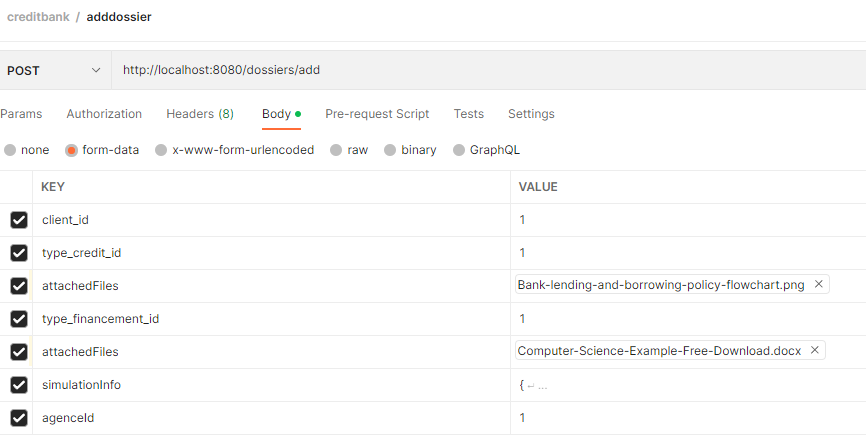 creditbank / adddossier
POST http://localhost:8080/dossiers/add
Params Authorization Headers (8) Body Pre-request Script Tests Settings
none form-data x-www-form-urlencoded raw binary GraphQL
KEY VALUE
client_id 1
type_credit_id 1
attachedFiles Bank-lending-and-borrowing-policy-flowchart.png ×
type_financement_id 1
attachedFiles Computer-Science-Example-Free-Download.docx ×
simulationInfo { ↵ ...
agenceId 1